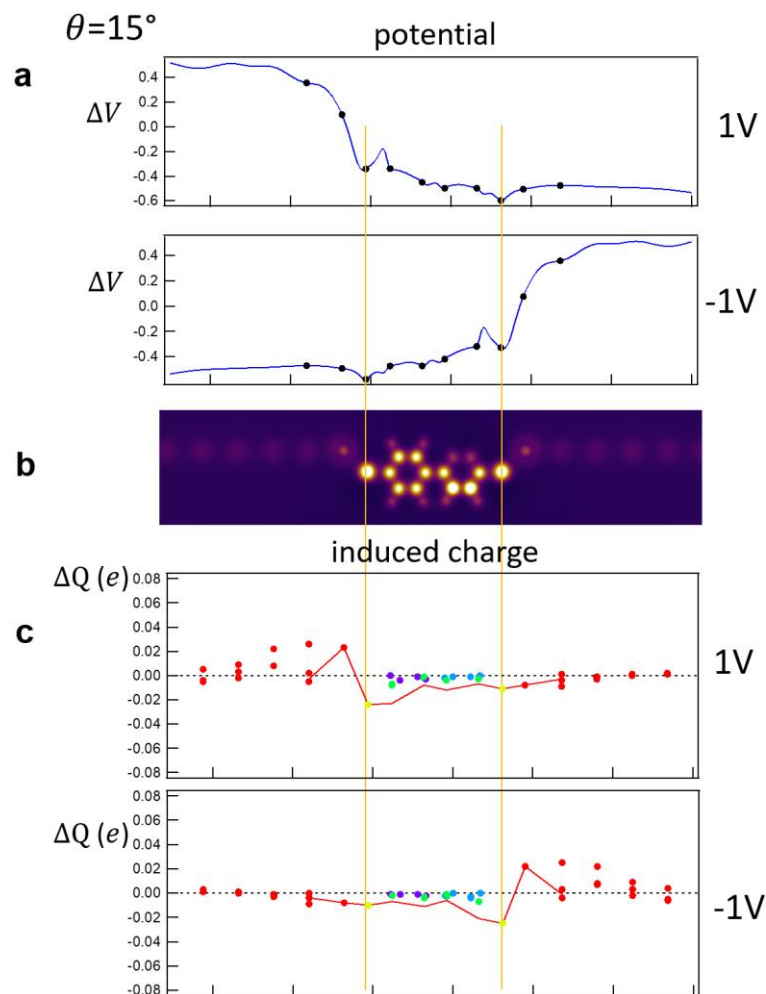 θ=15°
potential
a
0.4
0.2
0.0
-0.2
-0.4
-0.6
ΔV
1V
0.4
0.2
0.0
-0.2
-0.4
ΔV
-1V
b
induced charge
ΔQ (e)
c
0.08
0.06
0.04
0.02
0.00
-0.02
-0.04
-0.06
-0.08
1V
ΔQ (e)
0.08
0.06
0.04
0.02
0.00
-0.02
-0.04
-0.06
-0.08
-1V